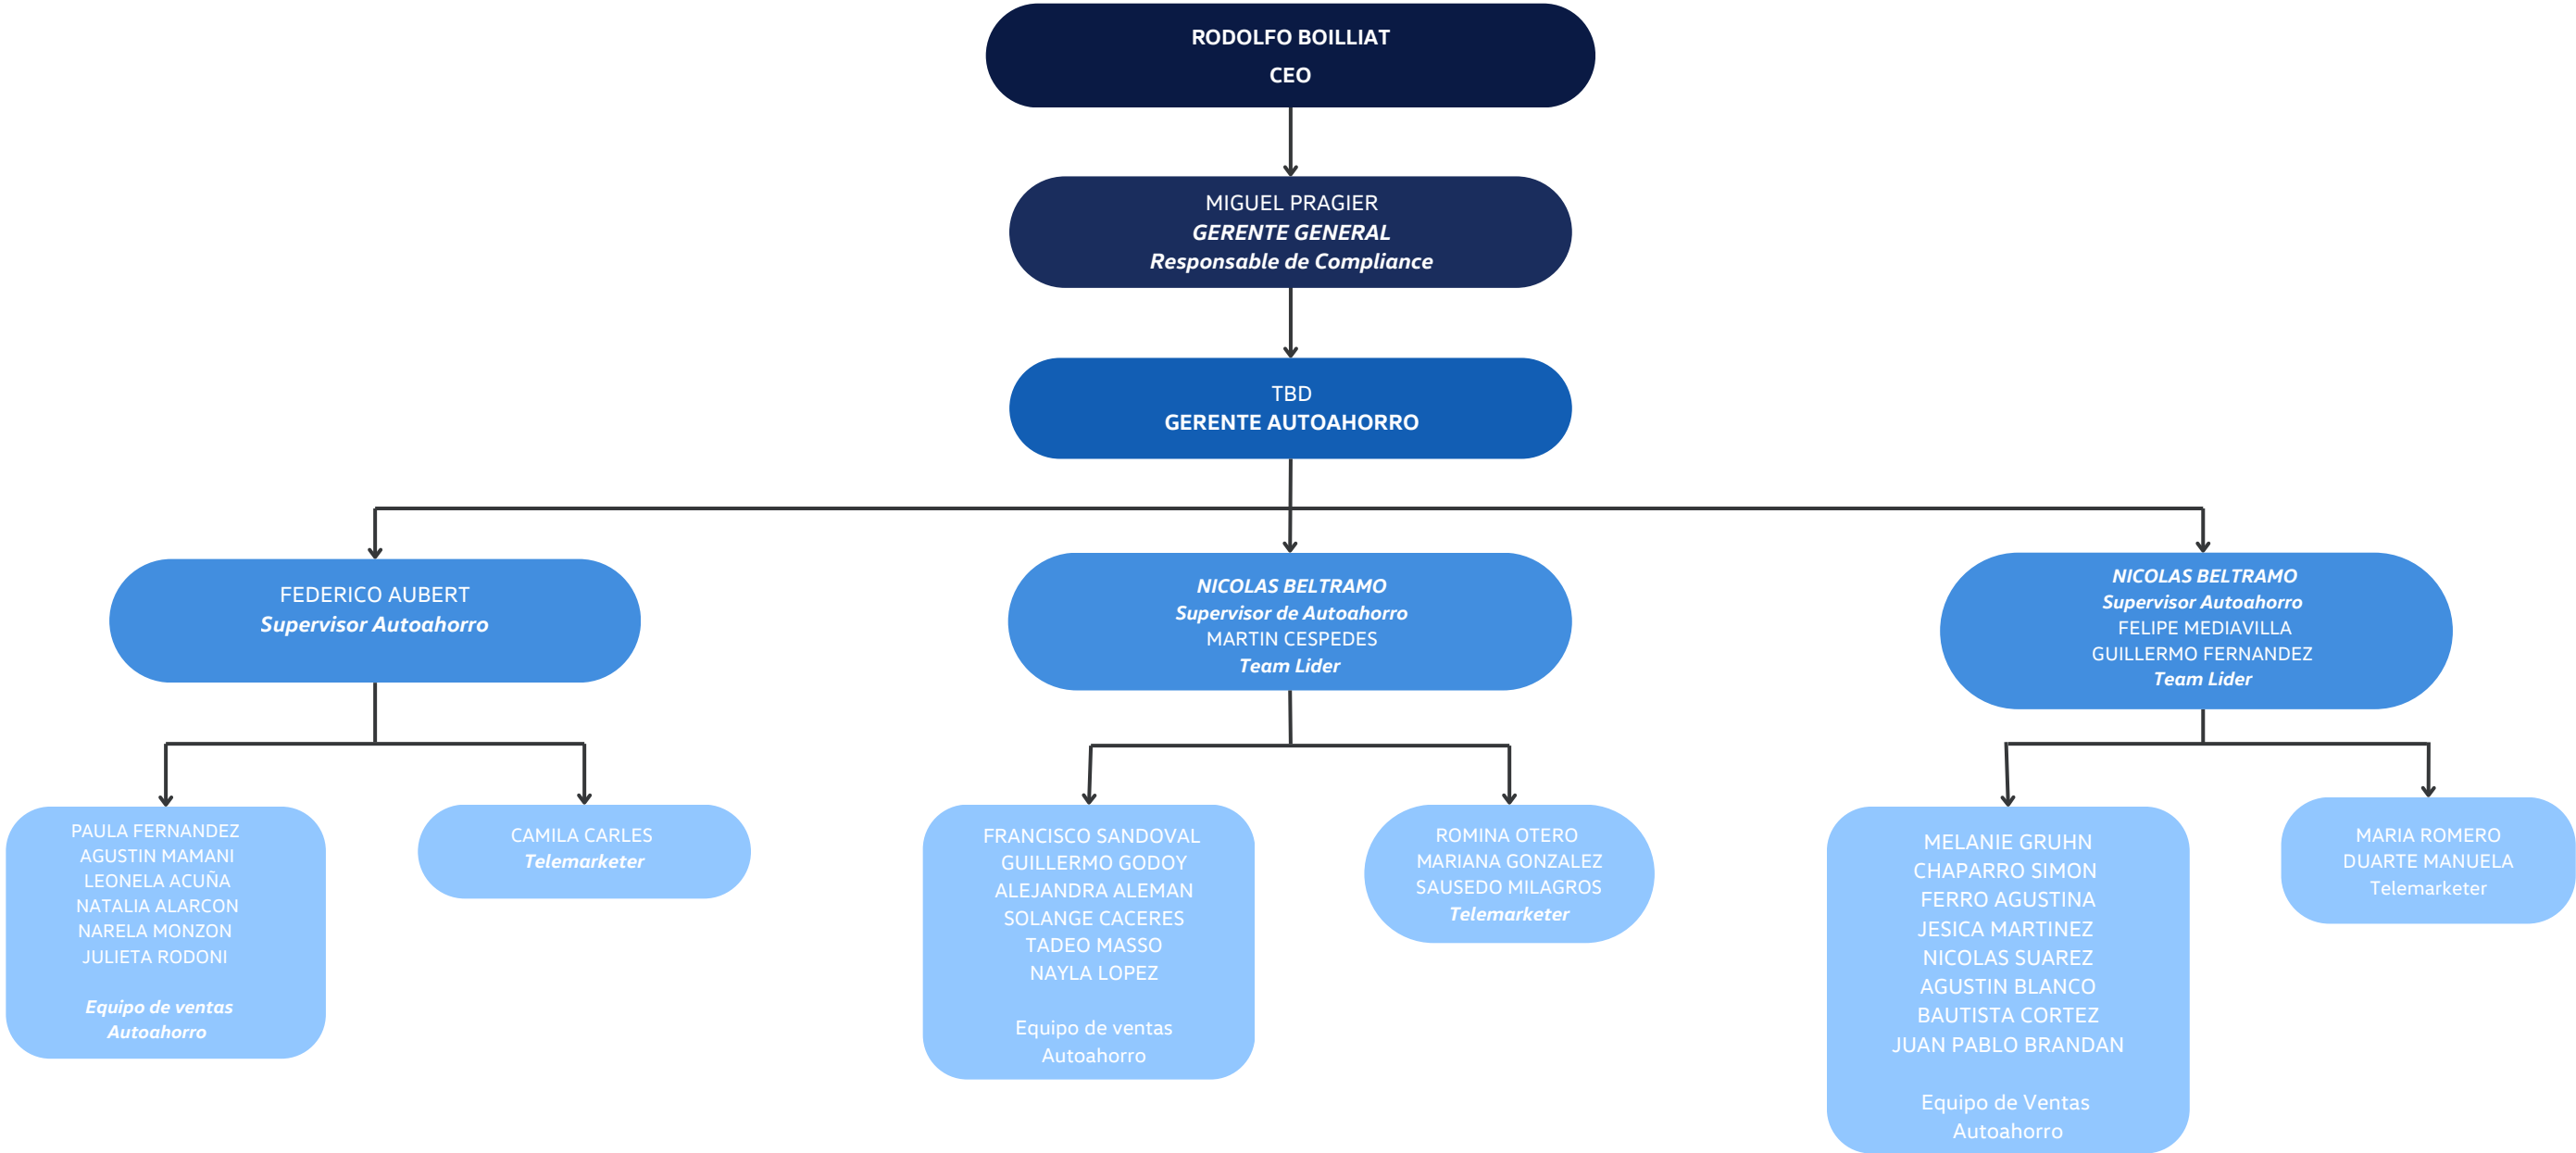 RODOLFO BOILLIAT
CEO
MIGUEL PRAGIER
GERENTE GENERAL
Responsable de Compliance
TBD
GERENTE AUTOAHORRO
FEDERICO AUBERT
Supervisor Autoahorro
NICOLAS BELTRAMO
Supervisor de Autoahorro
MARTIN CESPEDES
Team Lider
NICOLAS BELTRAMO
Supervisor Autoahorro
FELIPE MEDIAVILLA
GUILLERMO FERNANDEZ
Team Lider
PAULA FERNANDEZ
AGUSTIN MAMANI
LEONELA ACUÑA
NATALIA ALARCON
NARELA MONZON
JULIETA RODONI
Equipo de ventas
Autoahorro
CAMILA CARLES
Telemarketer
FRANCISCO SANDOVAL
GUILLERMO GODOY
ALEJANDRA ALEMAN
SOLANGE CACERES
TADEO MASSO
NAYLA LOPEZ
Equipo de ventas
Autoahorro
ROMINA OTERO
MARIANA GONZALEZ
SAUSEDO MILAGROS
Telemarketer
MELANIE GRUHN
CHAPARRO SIMON
FERRO AGUSTINA
JESICA MARTINEZ
NICOLAS SUAREZ
AGUSTIN BLANCO
BAUTISTA CORTEZ
JUAN PABLO BRANDAN
Equipo de Ventas
Autoahorro
MARIA ROMERO
DUARTE MANUELA
Telemarketer